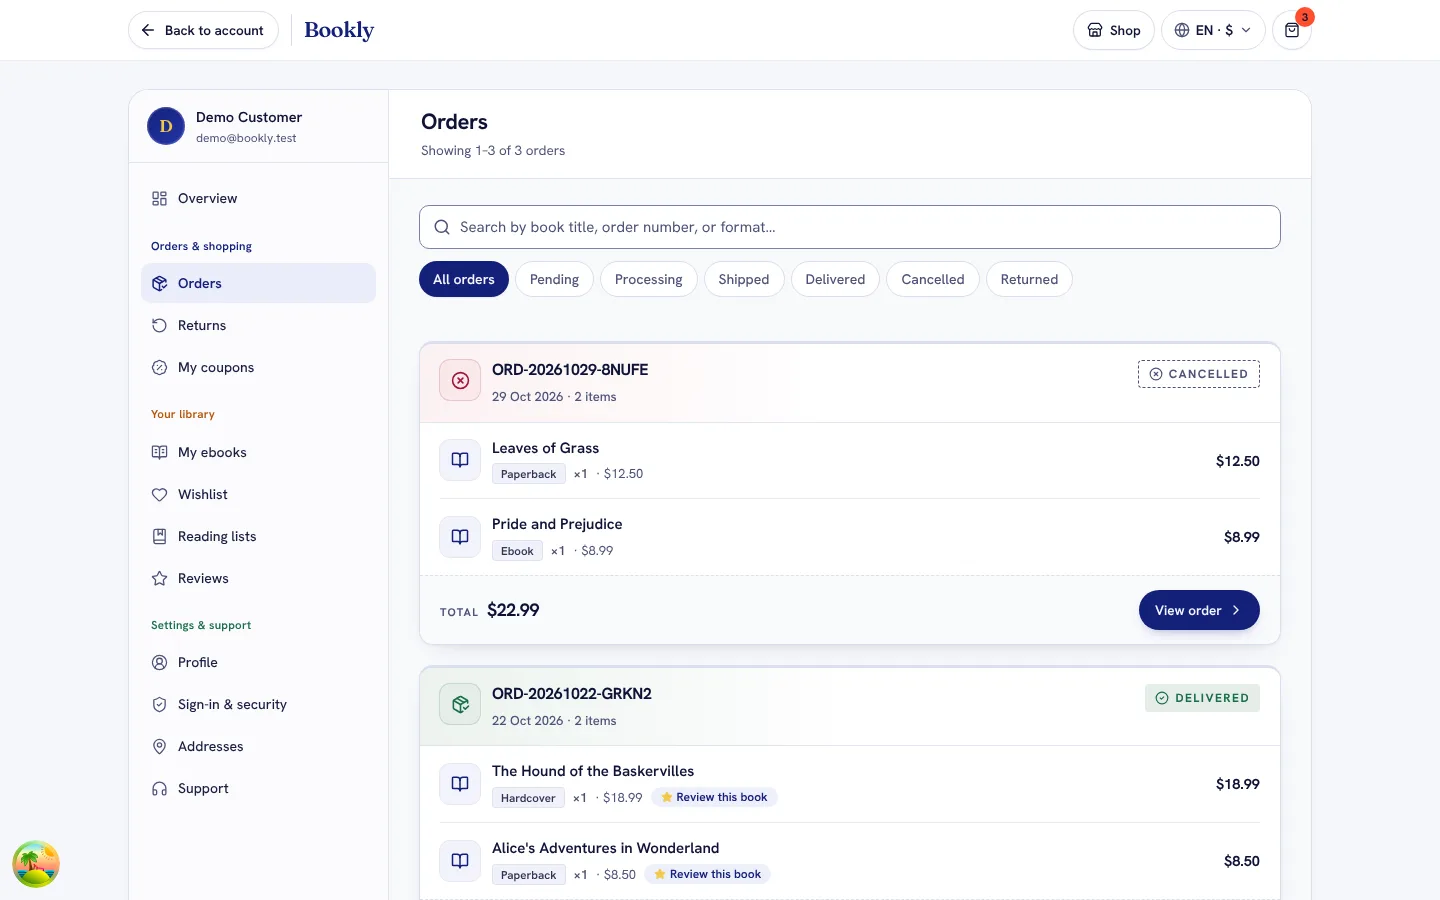 Back to account
Bookly
Shop
EN · $
3
D
Demo Customer
demo@bookly.test
Overview
Orders & shopping
Orders
Returns
My coupons
Your library
My ebooks
Wishlist
Reading lists
Reviews
Settings & support
Profile
Sign-in & security
Addresses
Support
Orders
Showing 1–3 of 3 orders
Search by book title, order number, or format...
All orders
Pending
Processing
Shipped
Delivered
Cancelled
Returned
ORD-20261029-8NUFE
29 Oct 2026 · 2 items
CANCELLED
Leaves of Grass
Paperback ×1 · $12.50
$12.50
Pride and Prejudice
Ebook ×1 · $8.99
$8.99
TOTAL $22.99
View order
ORD-20261022-GRKN2
22 Oct 2026 · 2 items
DELIVERED
The Hound of the Baskervilles
Hardcover ×1 · $18.99 Review this book
$18.99
Alice's Adventures in Wonderland
Paperback ×1 · $8.50 Review this book
$8.50